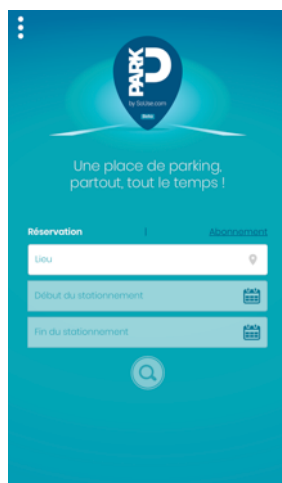 PARK
by SoUse.com
Une place de parking,
partout, tout le temps !
Réservation | Abonnement
Lieu
Début du stationnement
Fin du stationnement